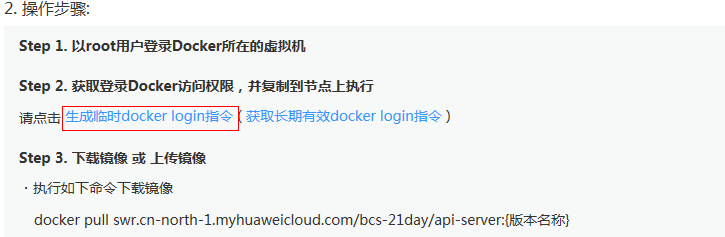 2. 操作步骤:
Step 1. 以root用户登录Docker所在的虚拟机
Step 2. 获取登录Docker访问权限，并复制到节点上执行
请点击 生成临时docker login指令 ( 获取长期有效docker login指令 )
Step 3. 下载镜像 或 上传镜像
· 执行如下命令下载镜像
docker pull swr.cn-north-1.myhuaweicloud.com/bcs-21day/api-server:{版本名称}